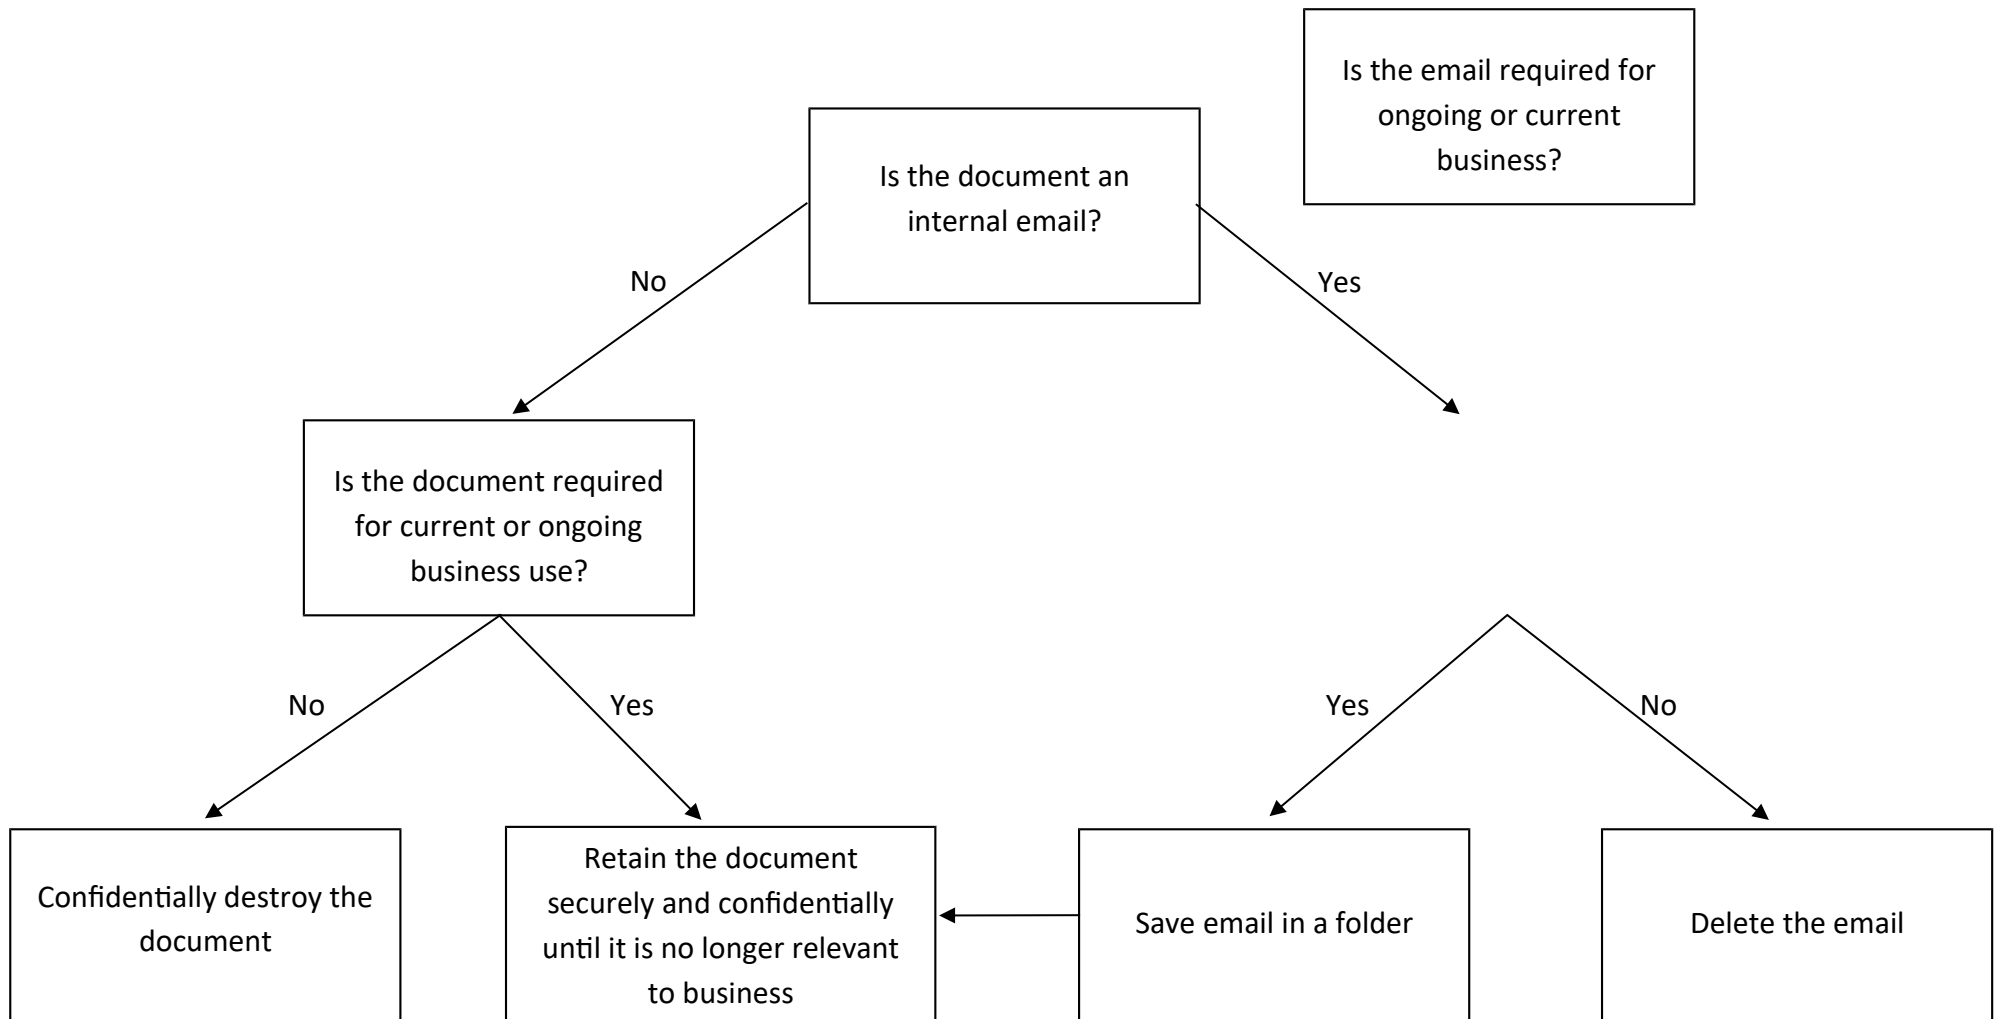 Is the email required for
ongoing or current
business?
Is the document an
internal email?
No
Yes
Is the document required
for current or ongoing
business use?
No
Yes
Yes
No
Confidentially destroy the
document
Retain the document
securely and confidentially
until it is no longer relevant
to business
Save email in a folder
Delete the email